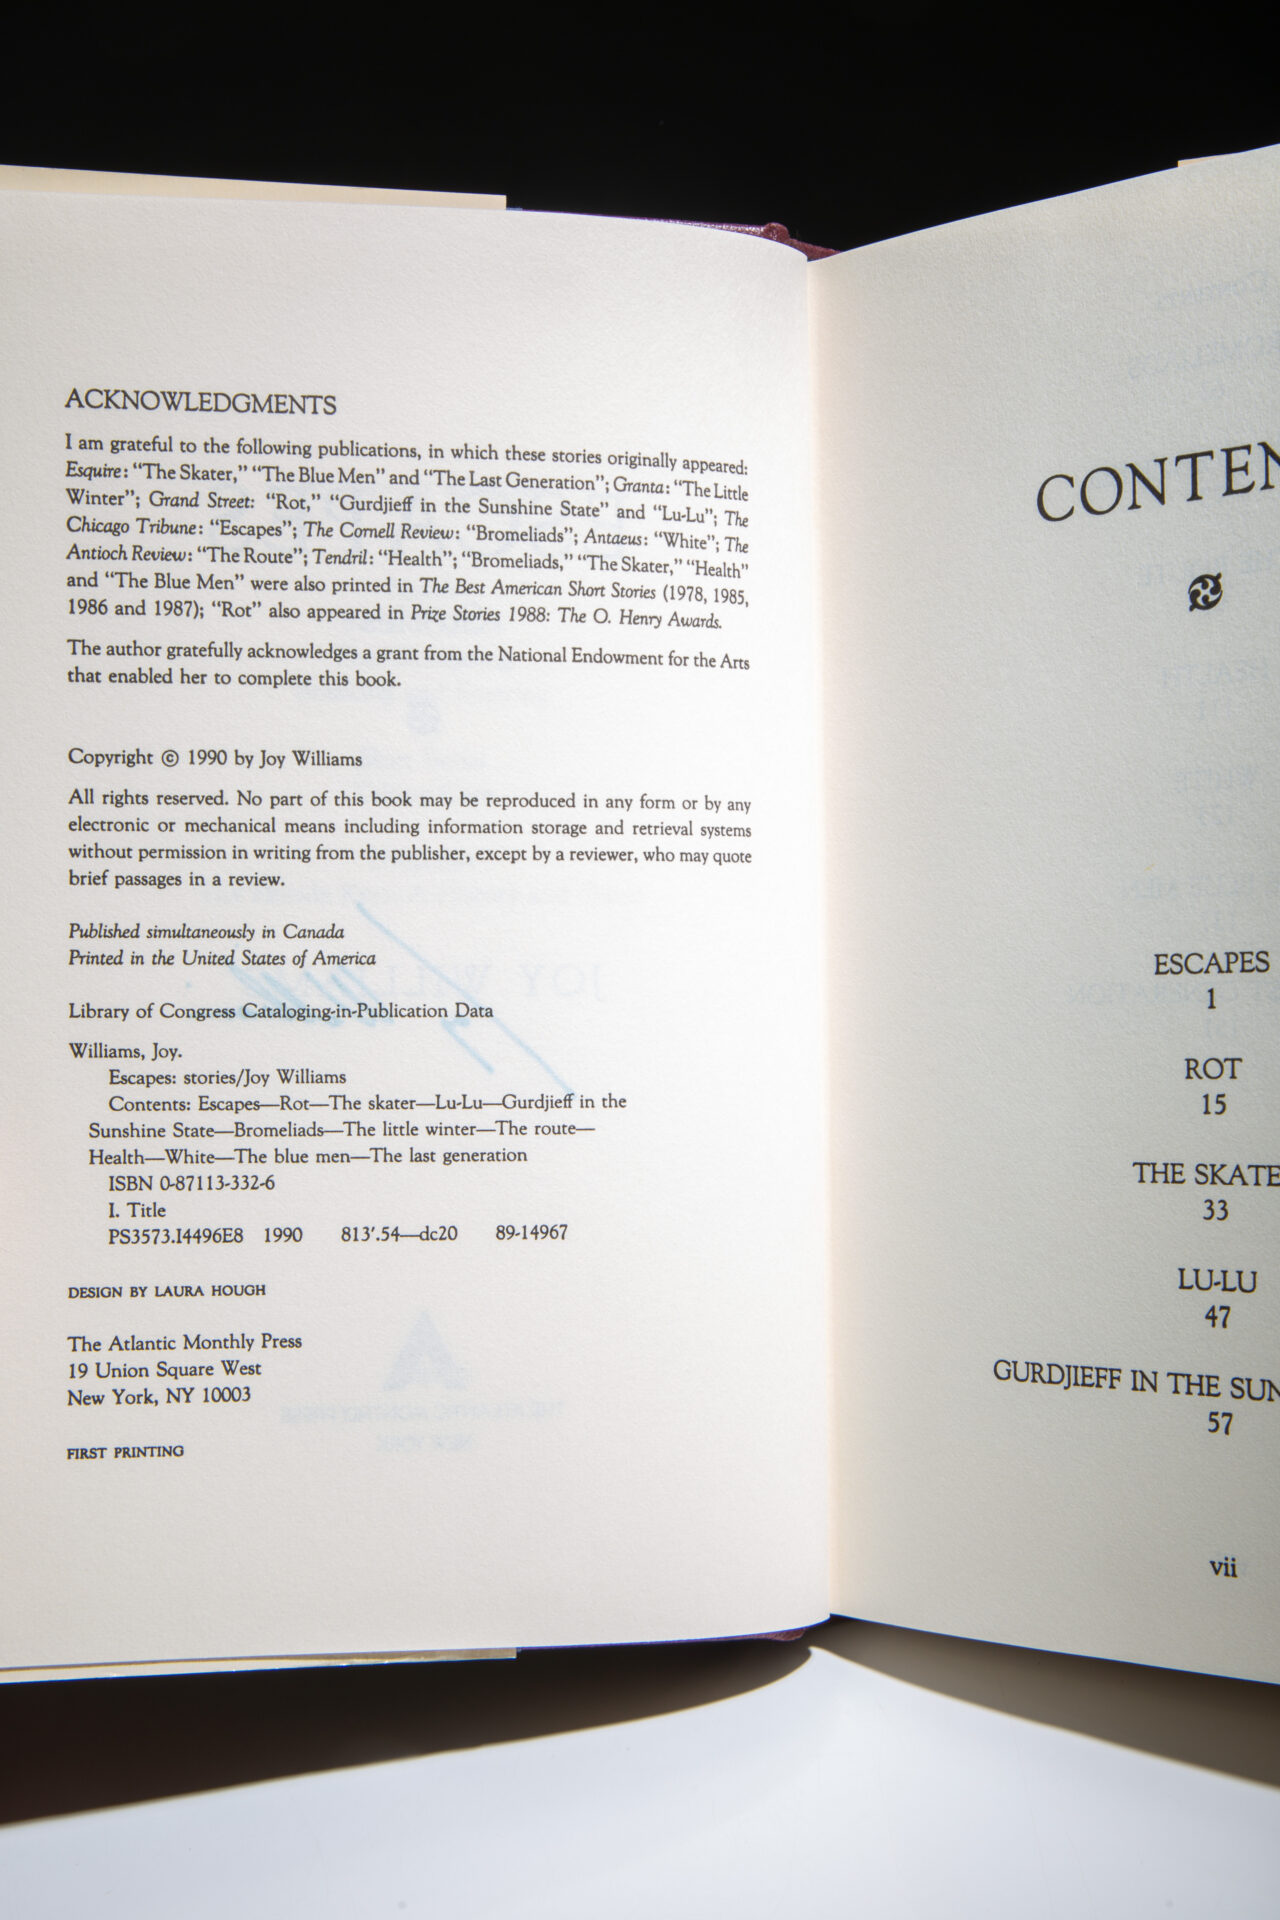 ACKNOWLEDGMENTS
I am grateful to the following publications, in which these stories originally appeared:
Esquire: “The Skater,” “The Blue Men” and “The Last Generation”; Granta: “The Little
Winter”; Grand Street: “Rot,” “Gurdjieff in the Sunshine State” and “Lu-Lu”; The
Chicago Tribune: “Escapes”; The Cornell Review: “Bromeliads”; Antaeus: “White”; The
Antioch Review: “The Route”; Tendril: “Health”; “Bromeliads,” “The Skater,” “Health”
and “The Blue Men” were also printed in The Best American Short Stories (1978, 1985,
1986 and 1987); “Rot” also appeared in Prize Stories 1988: The O. Henry Awards.
The author gratefully acknowledges a grant from the National Endowment for the Arts
that enabled her to complete this book.
Copyright © 1990 by Joy Williams
All rights reserved. No part of this book may be reproduced in any form or by any
electronic or mechanical means including information storage and retrieval systems
without permission in writing from the publisher, except by a reviewer, who may quote
brief passages in a review.
Published simultaneously in Canada
Printed in the United States of America
Library of Congress Cataloging-in-Publication Data
Williams, Joy.
Escapes: stories/Joy Williams
Contents: Escapes—Rot—The skater—Lu-Lu—Gurdjieff in the
Sunshine State—Bromeliads—The little winter—The route—
Health—White—The blue men—The last generation
ISBN 0-87113-332-6
I. Title
PS3573.I4496E8 1990 813′.54—dc20 89-14967
DESIGN BY LAURA HOUGH
The Atlantic Monthly Press
19 Union Square West
New York, NY 10003
FIRST PRINTING
CONTEN
ESCAPES
1
ROT
15
THE SKATE
33
LU-LU
47
GURDJIEFF IN THE SUN
57
vii